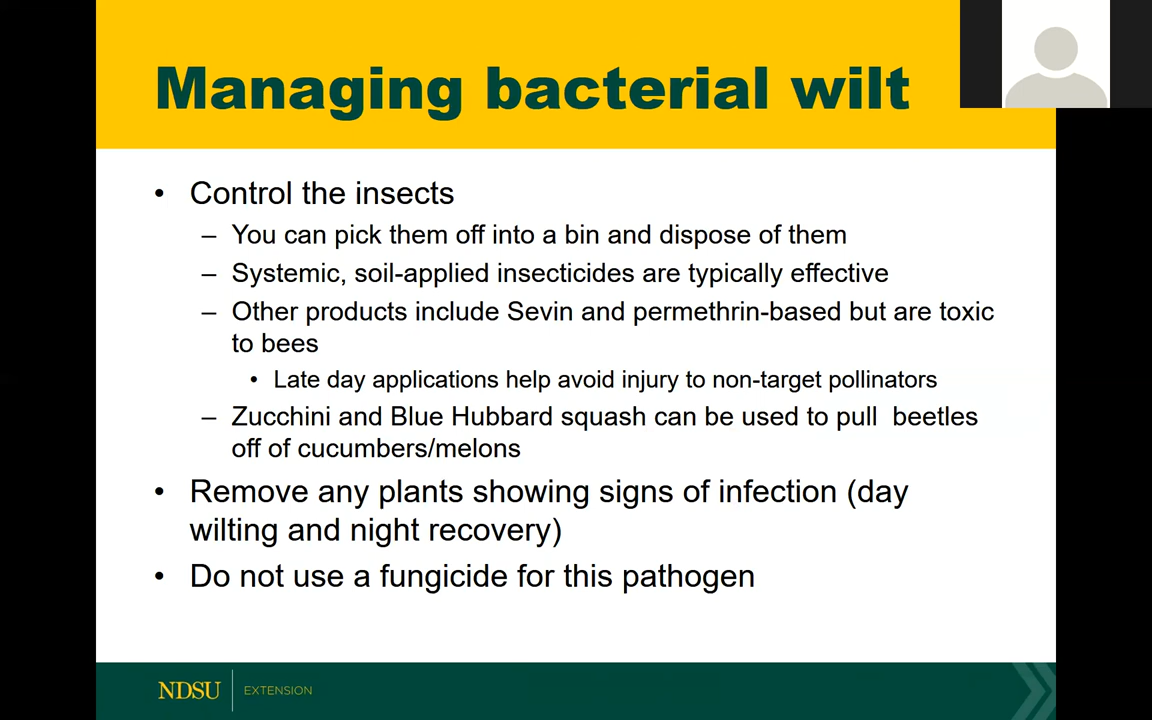 Managing bacterial wilt
• Control the insects
– You can pick them off into a bin and dispose of them
– Systemic, soil-applied insecticides are typically effective
– Other products include Sevin and permethrin-based but are toxic
to bees
• Late day applications help avoid injury to non-target pollinators
– Zucchini and Blue Hubbard squash can be used to pull  beetles
off of cucumbers/melons
• Remove any plants showing signs of infection (day
wilting and night recovery)
• Do not use a fungicide for this pathogen
NDSU EXTENSION